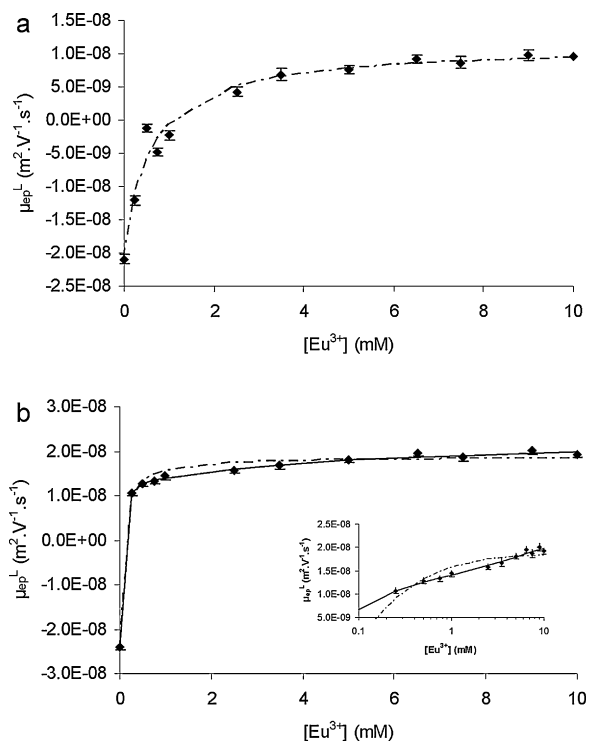 a
1.5E-08
1.0E-08
5.0E-09
0.0E+00
-5.0E-09
-1.0E-08
-1.5E-08
-2.0E-08
-2.5E-08
μepᴸ (m².V⁻¹.s⁻¹)
0 2 4 6 8 10
[Eu³⁺] (mM)
b
3.0E-08
2.0E-08
1.0E-08
0.0E+00
-1.0E-08
-2.0E-08
-3.0E-08
μepᴸ (m².V⁻¹.s⁻¹)
2.5E-08
2.0E-08
1.5E-08
1.0E-08
5.0E-09
μepᴸ (m².V⁻¹.s⁻¹)
0.1 1 10
[Eu³⁺] (mM)
0 2 4 6 8 10
[Eu³⁺] (mM)